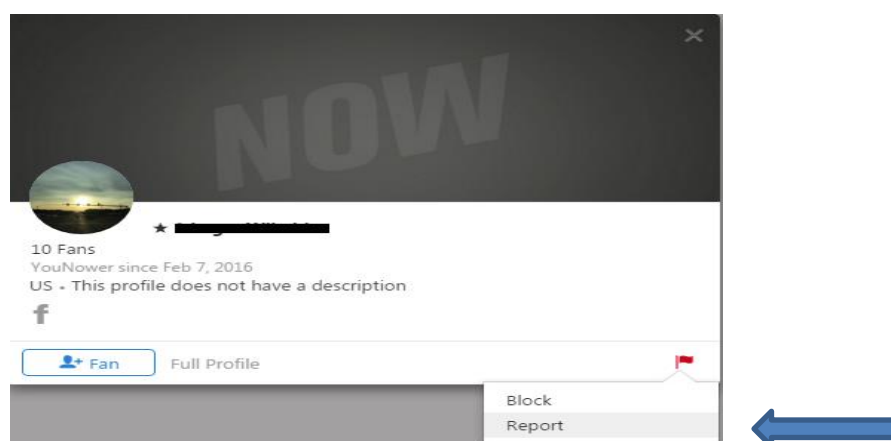 NOW
10 Fans
YouNower since Feb 7, 2016
US - This profile does not have a description
f
Fan
Full Profile
Block
Report